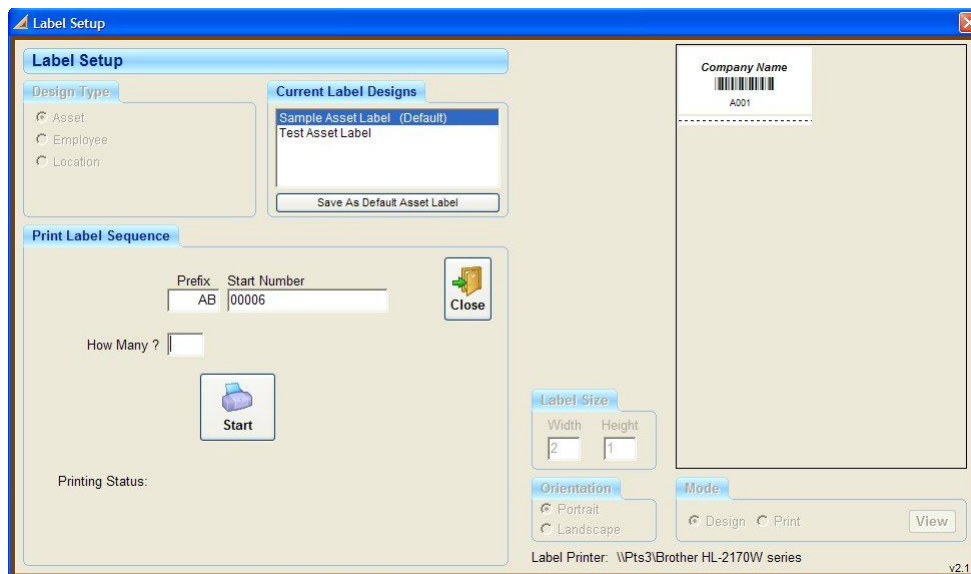 Label Setup
Label Setup
Design Type
Asset
Employee
Location
Current Label Designs
Sample Asset Label (Default)
Test Asset Label
Save As Default Asset Label
Print Label Sequence
Prefix Start Number
AB 00006
Close
How Many ?
Start
Printing Status:
Company Name
A001
Label Size
Width Height
2 1
Orientation
Portrait
Landscape
Mode
Design Print View
Label Printer: \\Pts3\Brother HL-2170W series
v2.1